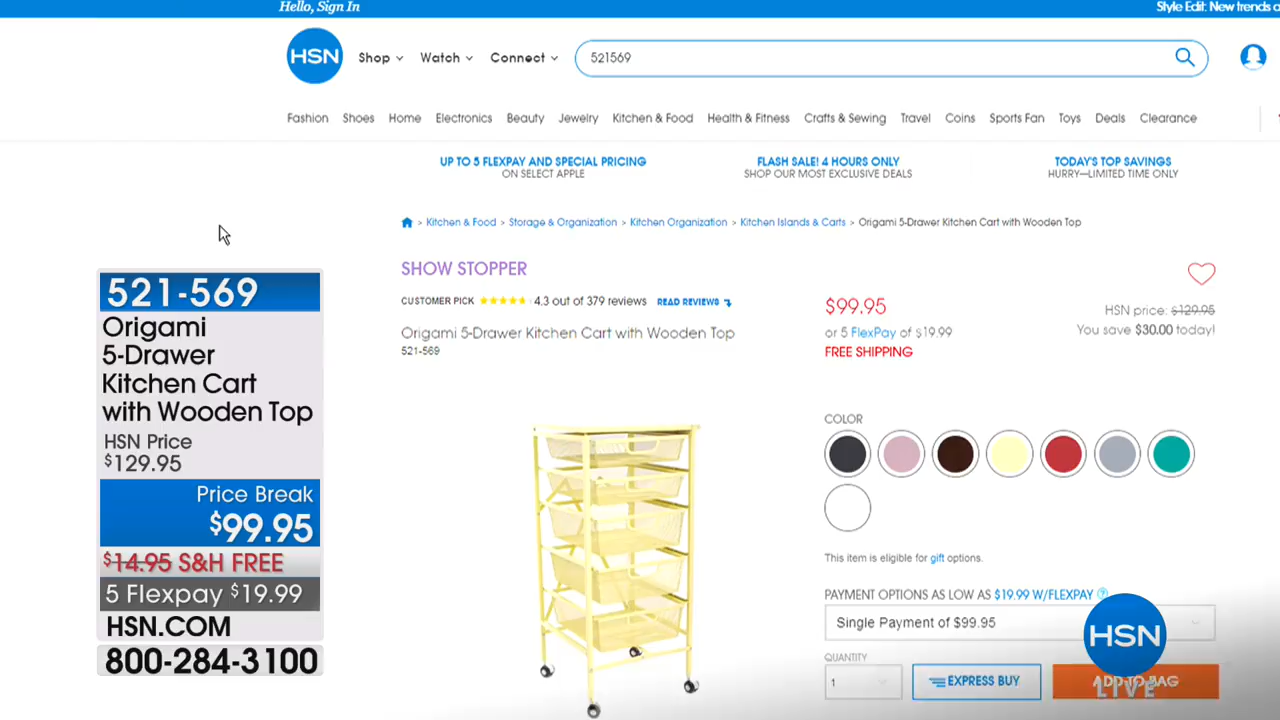 Hello, Sign In
Style Edit: New trends a
HSN
Shop
Watch
Connect
521569
Fashion
Shoes
Home
Electronics
Beauty
Jewelry
Kitchen & Food
Health & Fitness
Crafts & Sewing
Travel
Coins
Sports Fan
Toys
Deals
Clearance
UP TO 5 FLEXPAY AND SPECIAL PRICING
ON SELECT APPLE
FLASH SALE! 4 HOURS ONLY
SHOP OUR MOST EXCLUSIVE DEALS
TODAY'S TOP SAVINGS
HURRY—LIMITED TIME ONLY
> Kitchen & Food > Storage & Organization > Kitchen Organization > Kitchen Islands & Carts > Origami 5-Drawer Kitchen Cart with Wooden Top
521-569
Origami
5-Drawer
Kitchen Cart
with Wooden Top
HSN Price
$129.95
Price Break
$99.95
$14.95 S&H FREE
5 Flexpay $19.99
HSN.COM
800-284-3100
SHOW STOPPER
CUSTOMER PICK 4.3 out of 379 reviews READ REVIEWS
Origami 5-Drawer Kitchen Cart with Wooden Top
521-569
$99.95
or 5 FlexPay of $19.99
FREE SHIPPING
HSN price: $129.95
You save $30.00 today!
COLOR
This item is eligible for gift options.
PAYMENT OPTIONS AS LOW AS $19.99 W/FLEXPAY ?
Single Payment of $99.95
QUANTITY
1
EXPRESS BUY
ADD TO BAG
HSN
LIVE